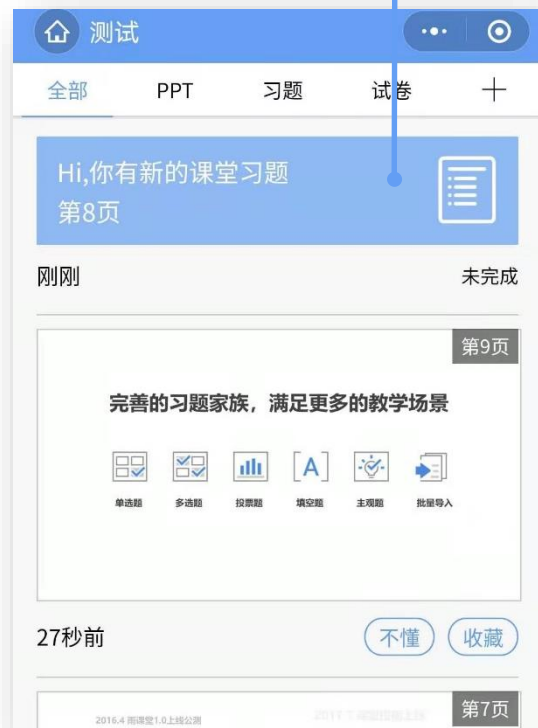 测试
全部 PPT 习题 试卷
Hi,你有新的课堂习题
第8页
刚刚 未完成
第9页
完善的习题家族，满足更多的教学场景
A
单选题 多选题 投票题 填空题 主观题 批量导入
27秒前 不懂 收藏
第7页
2016.4 雨课堂1.0上线公测